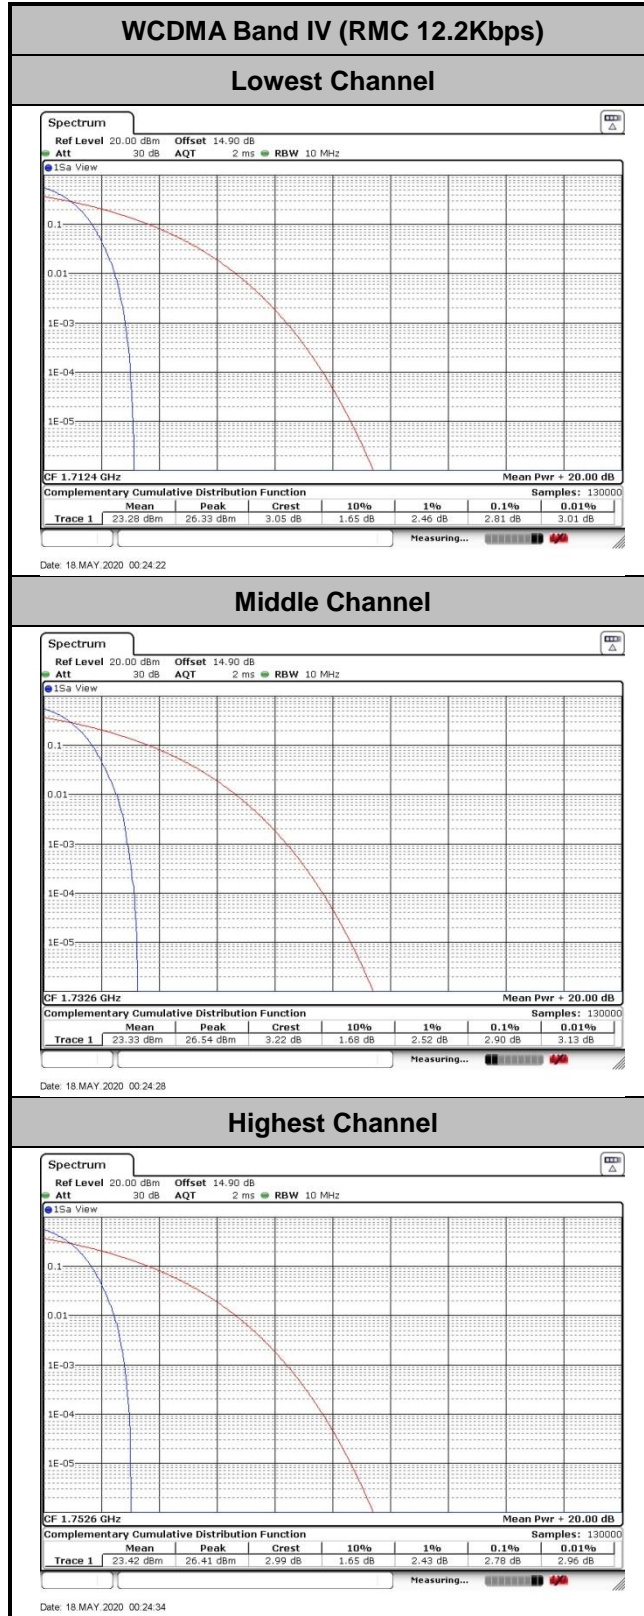 WCDMA Band IV (RMC 12.2Kbps)
Lowest Channel
Spectrum
Ref Level 20.00 dBm Offset 14.90 dB
Att 30 dB AQT 2 ms RBW 10 MHz
1Sa View
0.1
0.01
1E-03
1E-04
1E-05
CF 1.7124 GHz Mean Pwr + 20.00 dB
Complementary Cumulative Distribution Function Samples: 130000
Mean Peak Crest 10% 1% 0.1% 0.01%
Trace 1 23.28 dBm 26.33 dBm 3.05 dB 1.65 dB 2.46 dB 2.81 dB 3.01 dB
Measuring...
Date: 18.MAY.2020 00:24:22
Middle Channel
Spectrum
Ref Level 20.00 dBm Offset 14.90 dB
Att 30 dB AQT 2 ms RBW 10 MHz
1Sa View
0.1
0.01
1E-03
1E-04
1E-05
CF 1.7326 GHz Mean Pwr + 20.00 dB
Complementary Cumulative Distribution Function Samples: 130000
Mean Peak Crest 10% 1% 0.1% 0.01%
Trace 1 23.33 dBm 26.54 dBm 3.22 dB 1.68 dB 2.52 dB 2.90 dB 3.13 dB
Measuring...
Date: 18.MAY.2020 00:24:28
Highest Channel
Spectrum
Ref Level 20.00 dBm Offset 14.90 dB
Att 30 dB AQT 2 ms RBW 10 MHz
1Sa View
0.1
0.01
1E-03
1E-04
1E-05
CF 1.7526 GHz Mean Pwr + 20.00 dB
Complementary Cumulative Distribution Function Samples: 130000
Mean Peak Crest 10% 1% 0.1% 0.01%
Trace 1 23.42 dBm 26.41 dBm 2.99 dB 1.65 dB 2.43 dB 2.78 dB 2.96 dB
Measuring...
Date: 18.MAY.2020 00:24:34